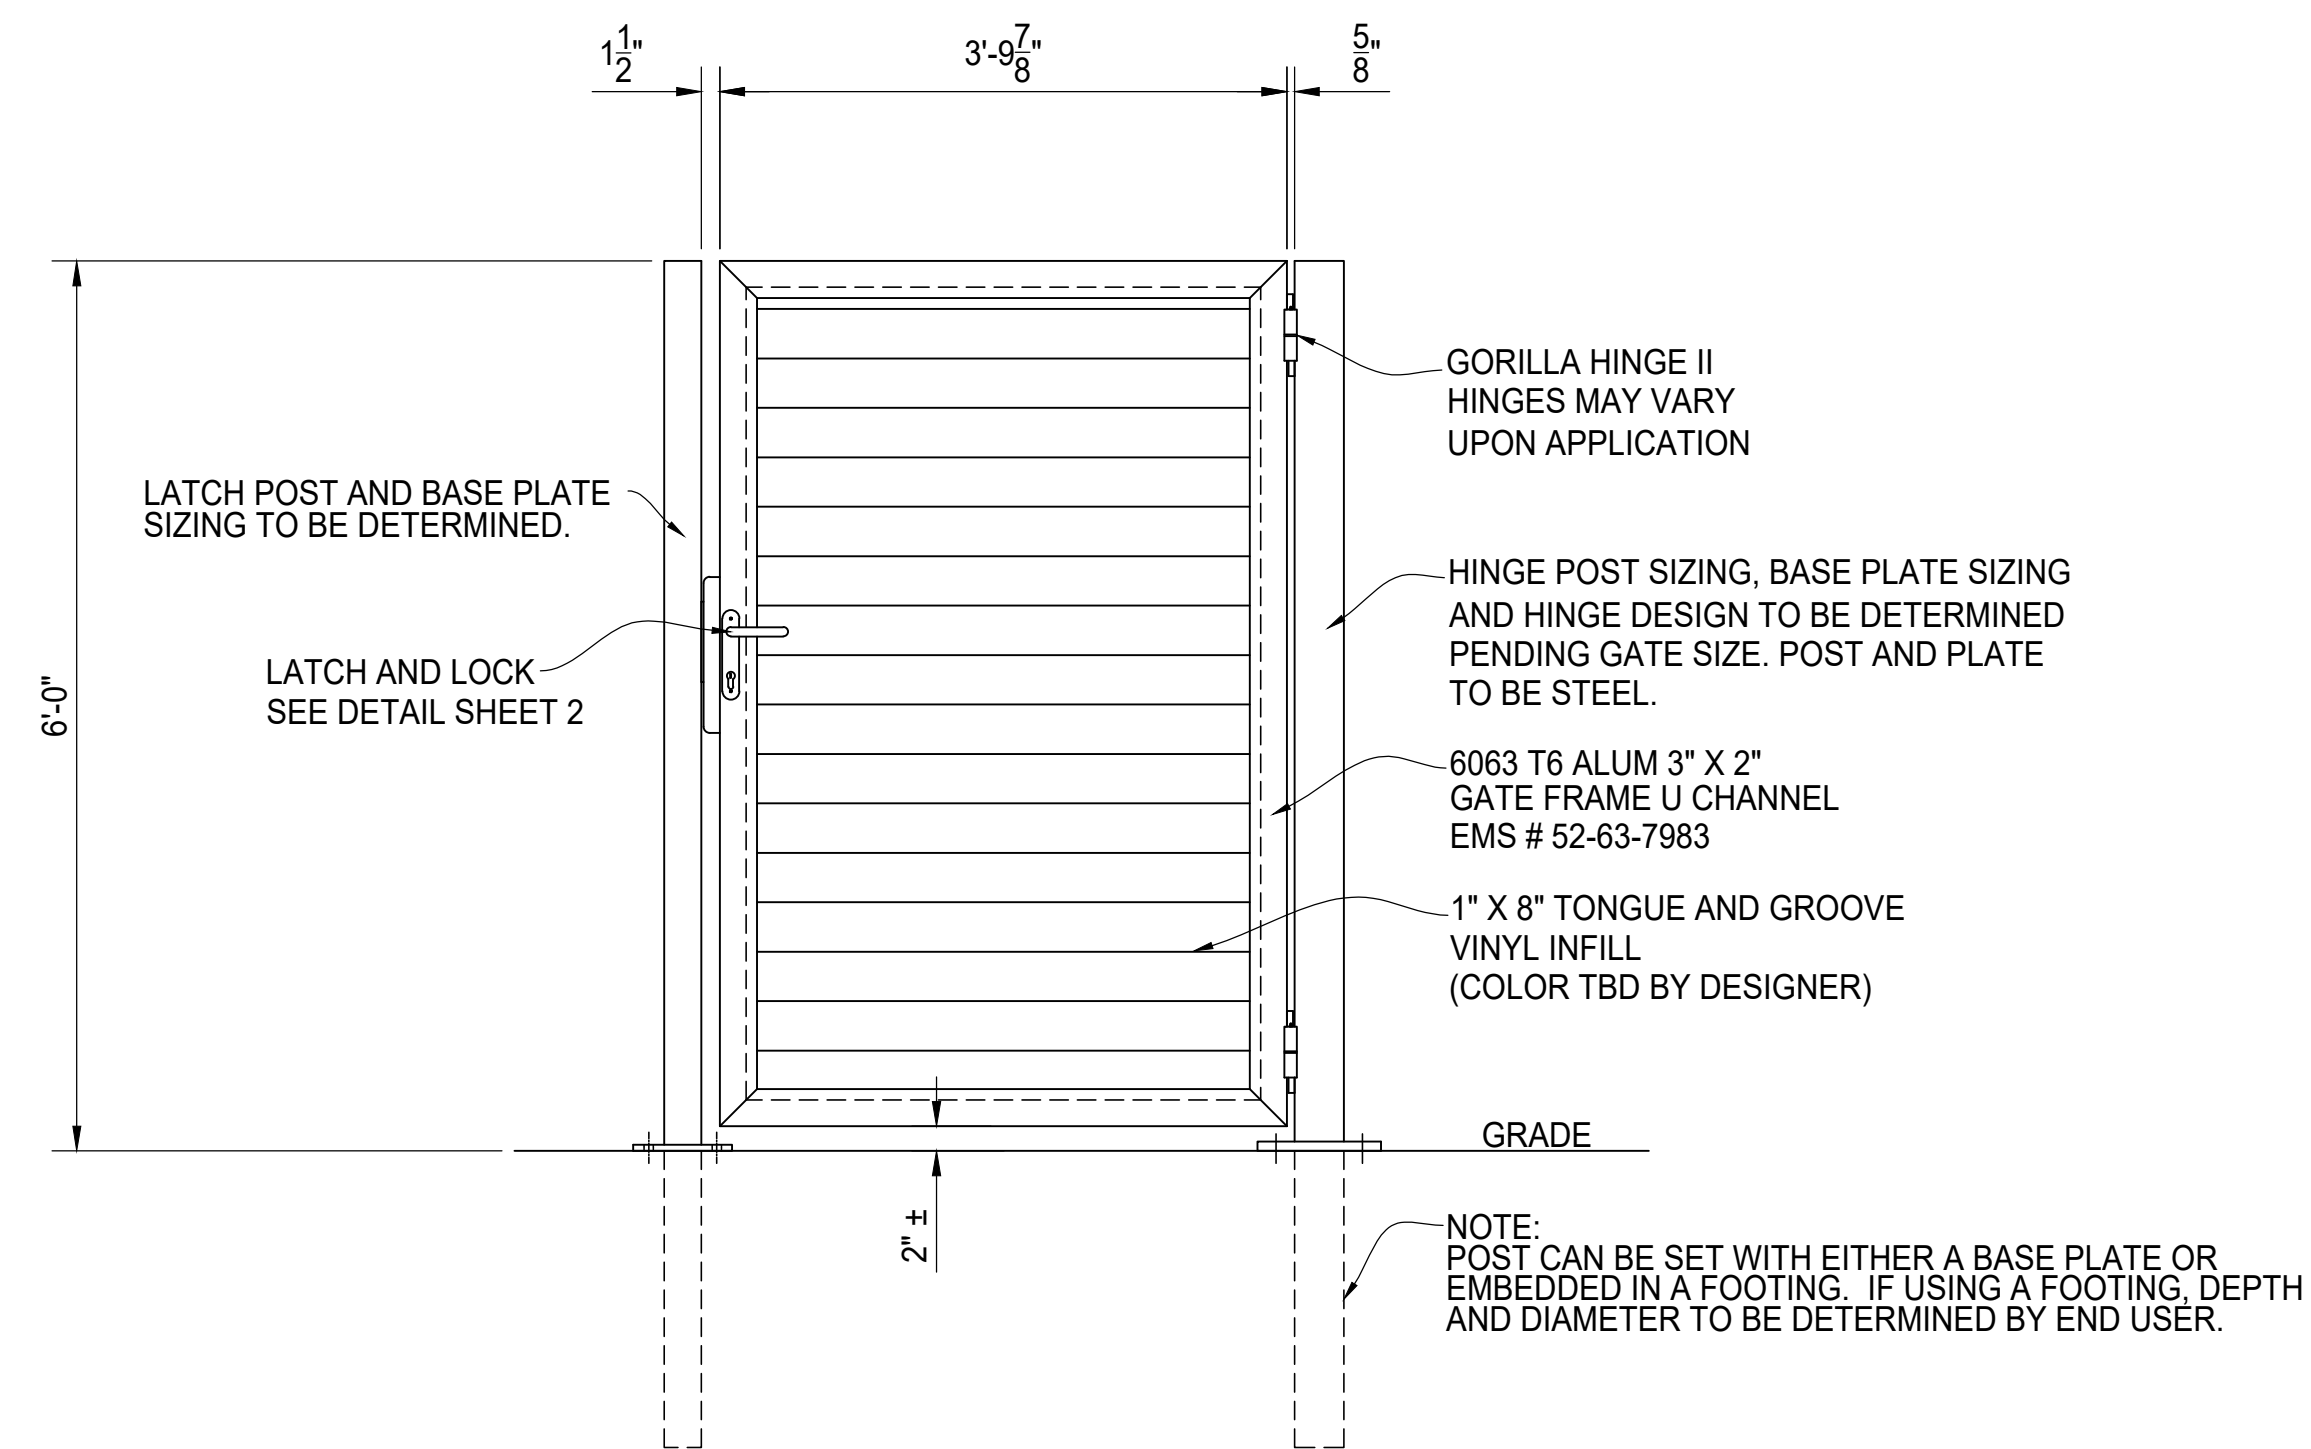 1 1/2"
3'-9 7/8"
5/8"
GORILLA HINGE II
HINGES MAY VARY
UPON APPLICATION
LATCH POST AND BASE PLATE
SIZING TO BE DETERMINED.
HINGE POST SIZING, BASE PLATE SIZING
AND HINGE DESIGN TO BE DETERMINED
PENDING GATE SIZE. POST AND PLATE
TO BE STEEL.
LATCH AND LOCK
SEE DETAIL SHEET 2
6'-0"
6063 T6 ALUM 3" X 2"
GATE FRAME U CHANNEL
EMS # 52-63-7983
1" X 8" TONGUE AND GROOVE
VINYL INFILL
(COLOR TBD BY DESIGNER)
GRADE
2" ±
NOTE:
POST CAN BE SET WITH EITHER A BASE PLATE OR
EMBEDDED IN A FOOTING. IF USING A FOOTING, DEPTH
AND DIAMETER TO BE DETERMINED BY END USER.